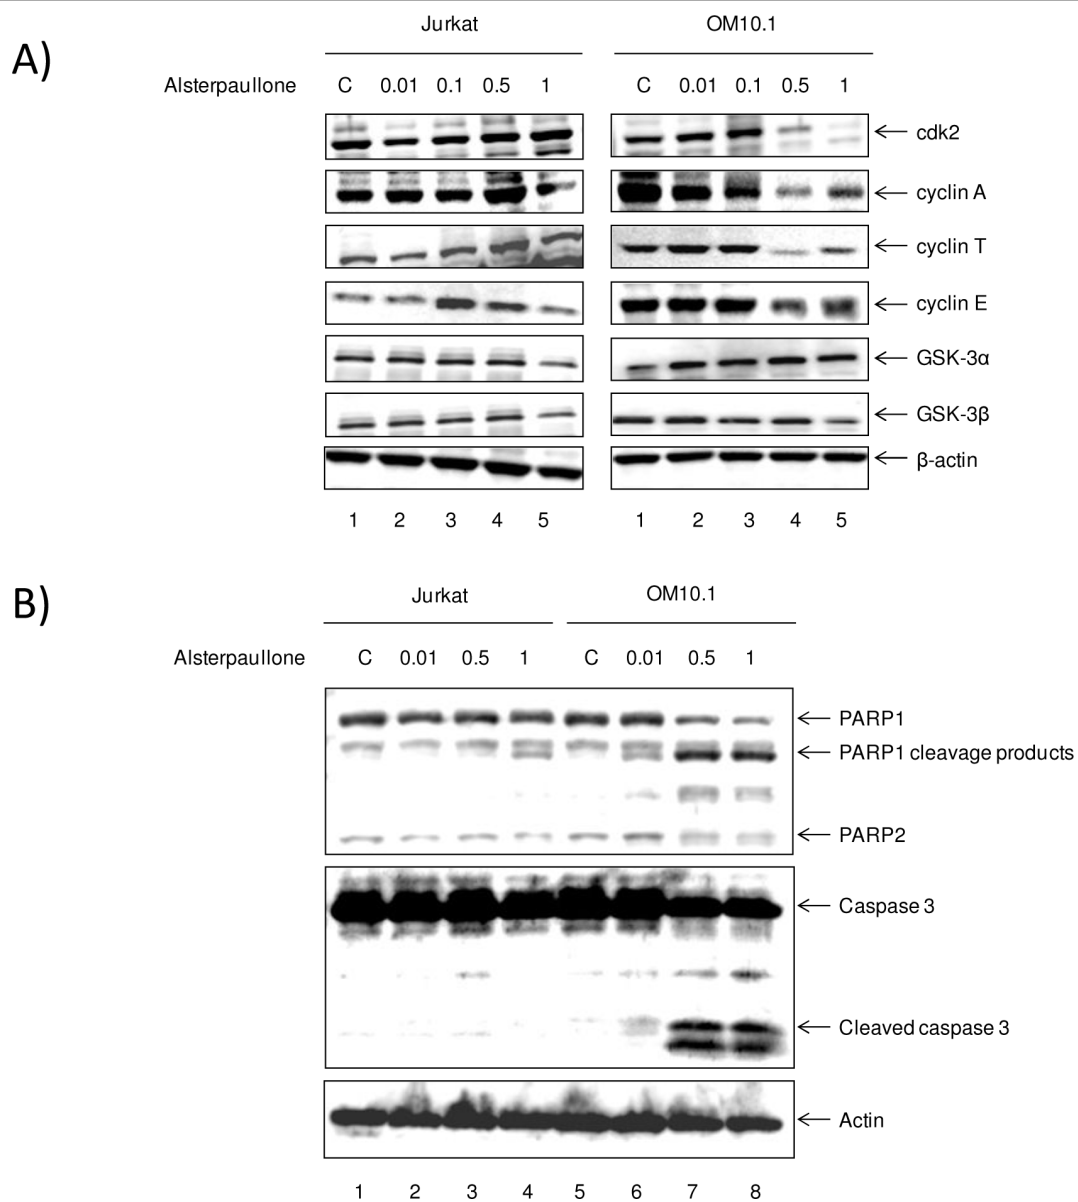 A)
Jurkat OM10.1
Alsterpaullone C 0.01 0.1 0.5 1 C 0.01 0.1 0.5 1
cdk2
cyclin A
cyclin T
cyclin E
GSK-3α
GSK-3β
β-actin
1 2 3 4 5 1 2 3 4 5
B)
Jurkat OM10.1
Alsterpaullone C 0.01 0.5 1 C 0.01 0.5 1
PARP1
PARP1 cleavage products
PARP2
Caspase 3
Cleaved caspase 3
Actin
1 2 3 4 5 6 7 8